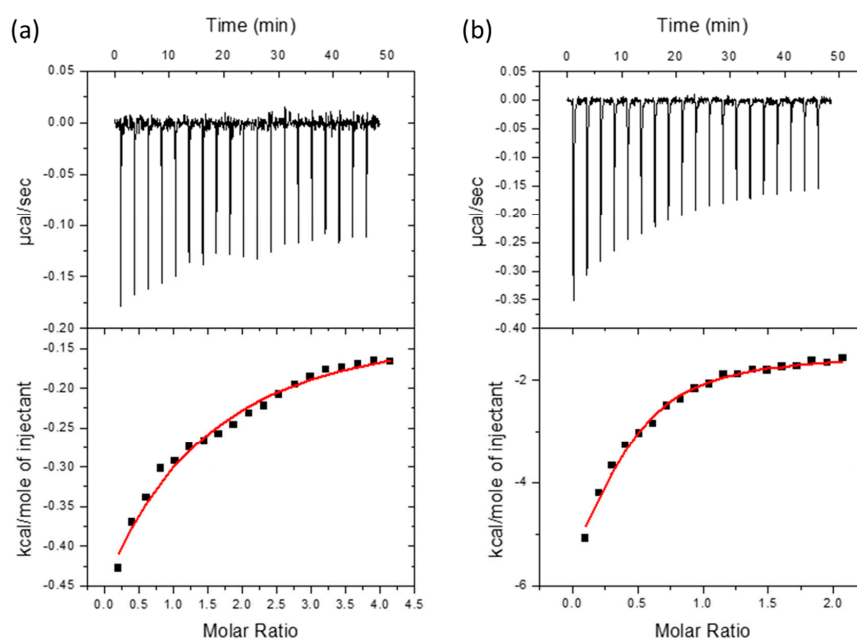 (a)
Time (min)
0 10 20 30 40 50
0.05
0.00
-0.05
-0.10
-0.15
-0.20
µcal/sec
-0.15
-0.20
-0.25
-0.30
-0.35
-0.40
-0.45
kcal/mole of injectant
0.0 0.5 1.0 1.5 2.0 2.5 3.0 3.5 4.0 4.5
Molar Ratio
(b)
Time (min)
0 10 20 30 40 50
0.05
0.00
-0.05
-0.10
-0.15
-0.20
-0.25
-0.30
-0.35
-0.40
µcal/sec
-2
-4
-6
kcal/mole of injectant
0.0 0.5 1.0 1.5 2.0
Molar Ratio